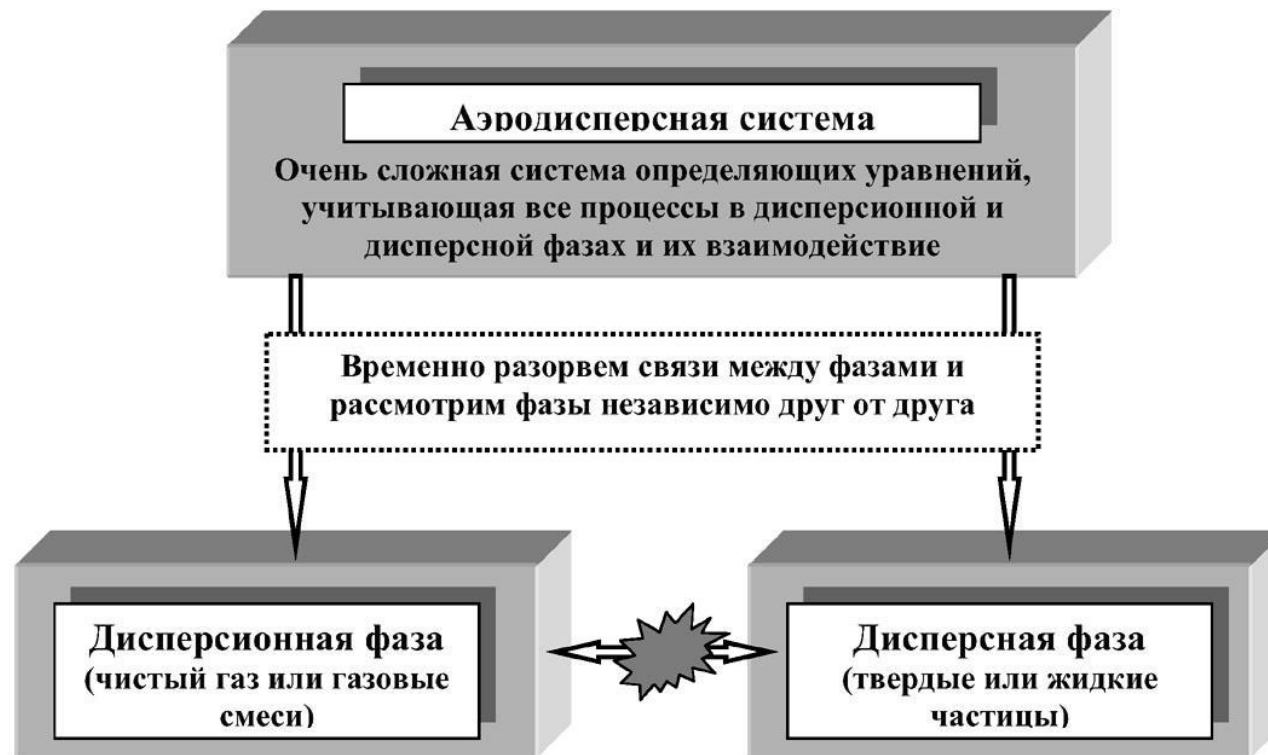 Аэродисперсная система
Очень сложная система определяющих уравнений,
учитывающая все процессы в дисперсионной и
дисперсной фазах и их взаимодействие
Временно разорвем связи между фазами и
рассмотрим фазы независимо друг от друга
Дисперсионная фаза
(чистый газ или газовые
смеси)
Дисперсная фаза
(твердые или жидкие
частицы)